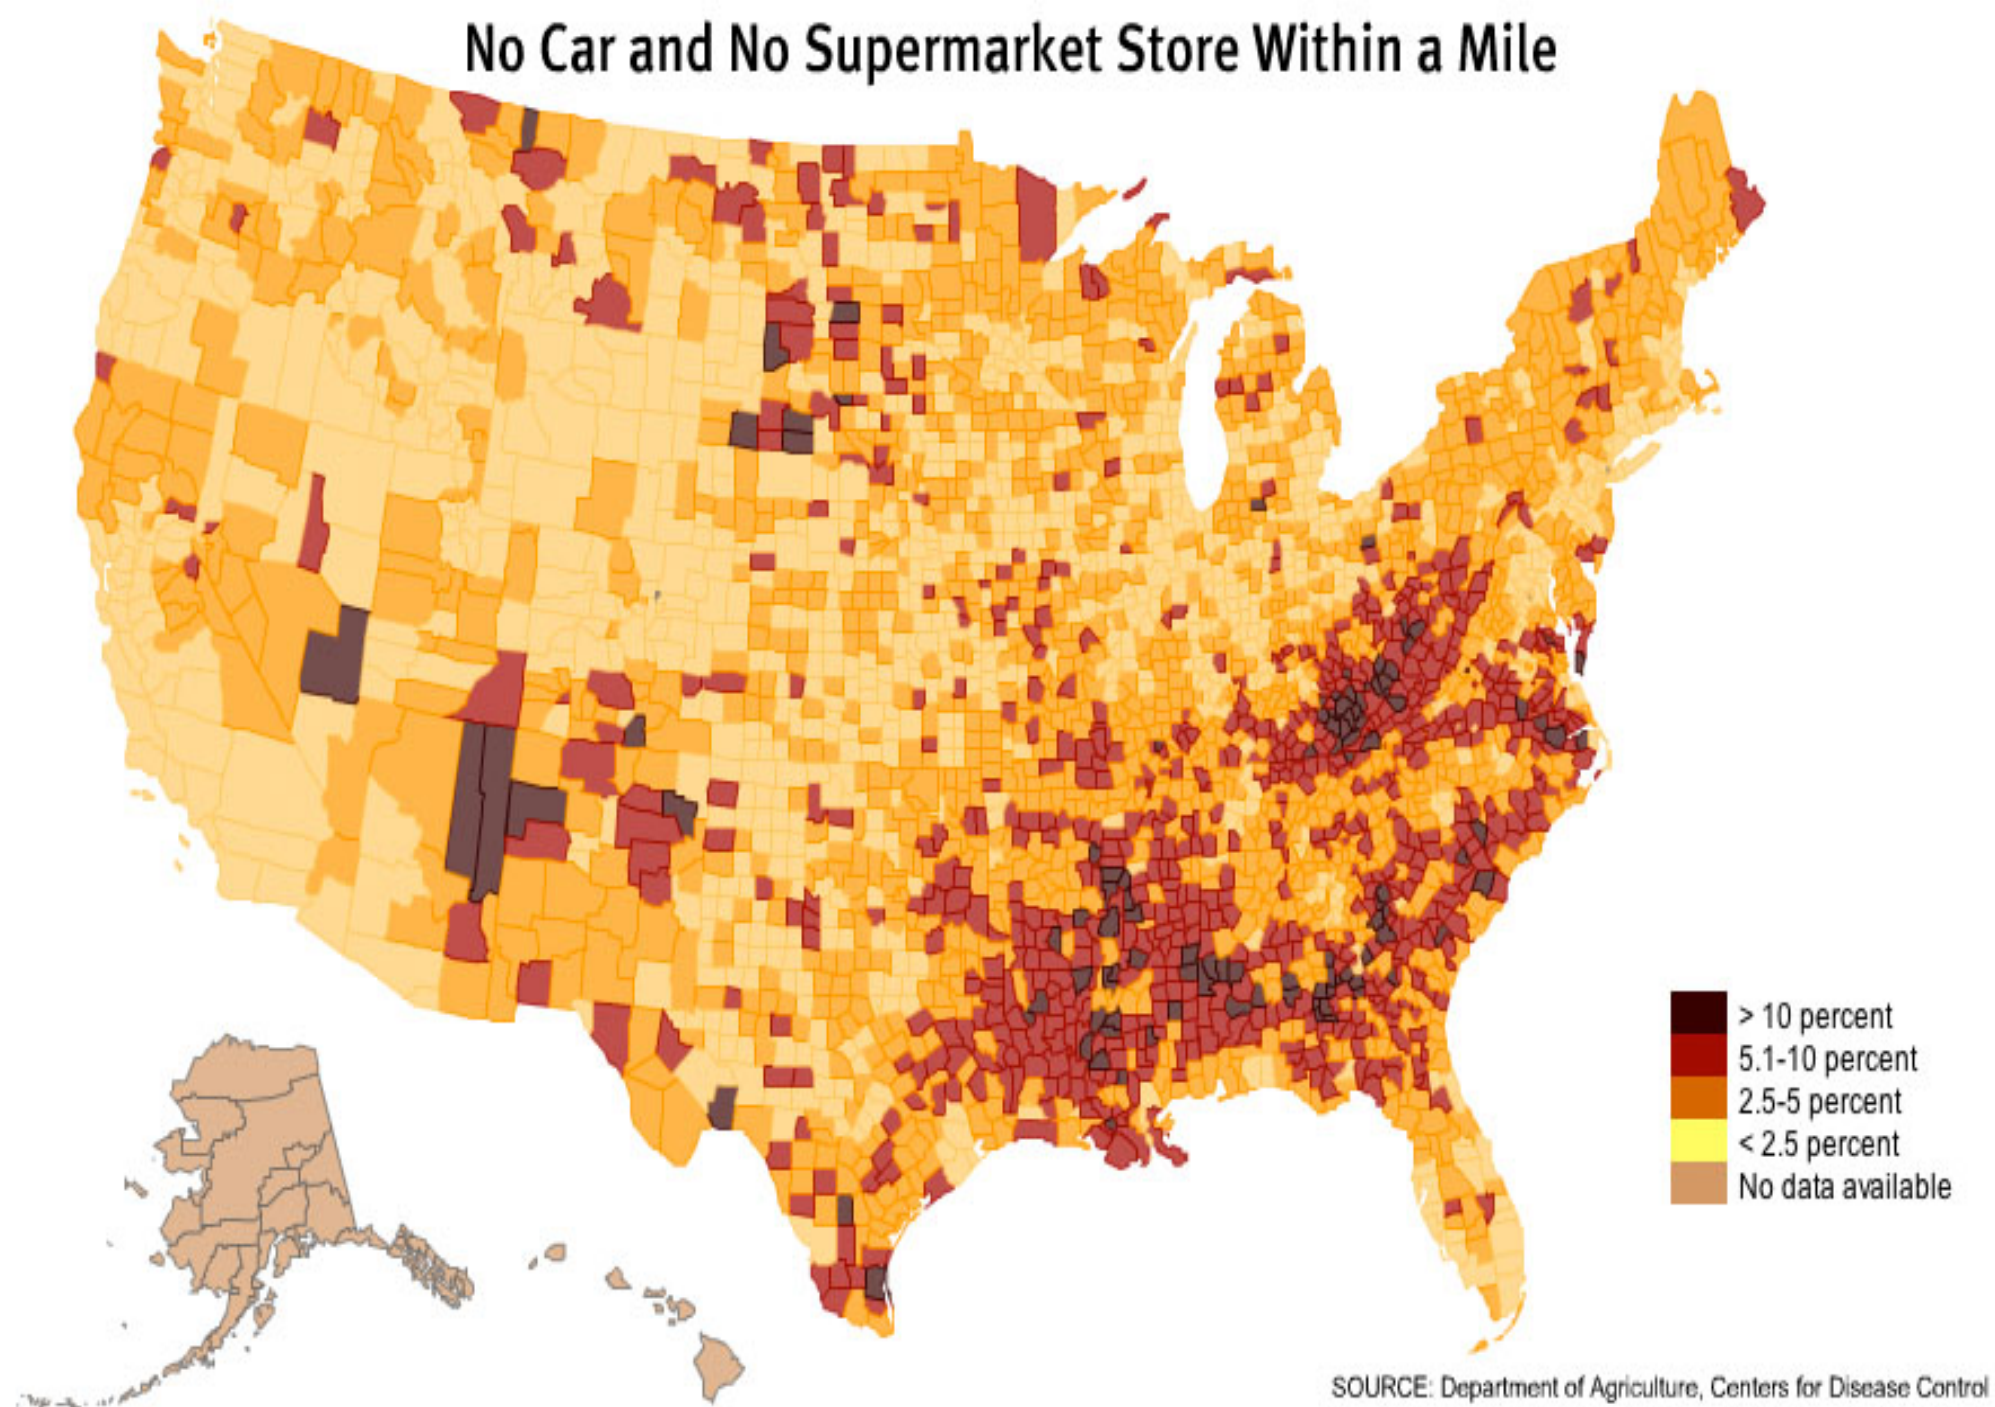 No Car and No Supermarket Store Within a Mile
> 10 percent
5.1-10 percent
2.5-5 percent
< 2.5 percent
No data available
SOURCE: Department of Agriculture, Centers for Disease Control